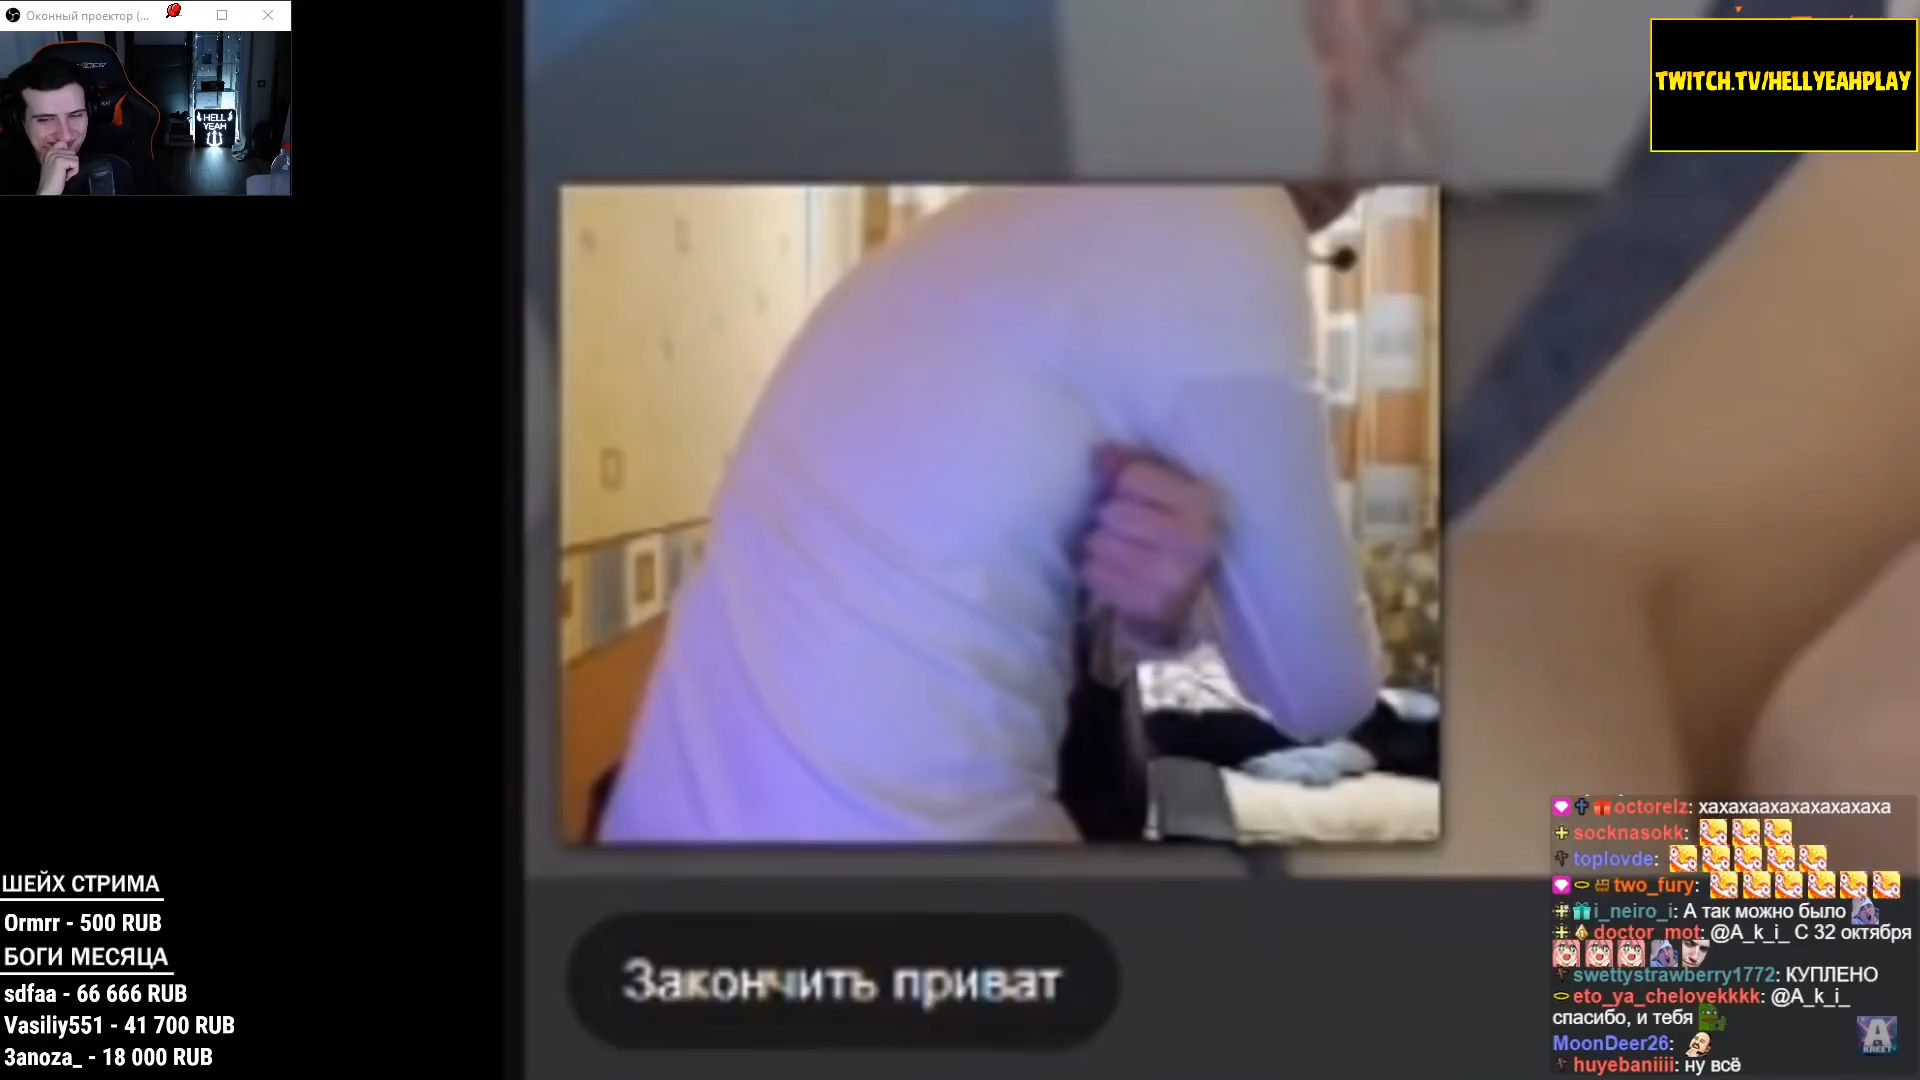 Оконный проектор (...
TWITCH.TV/HELLYEAHPLAY
HELL
YEAH
ШЕЙХ СТРИМА
Ormrr - 500 RUB
БОГИ МЕСЯЦА
sdfaa - 66 666 RUB
Vasiliy551 - 41 700 RUB
3anoza_ - 18 000 RUB
Закончить приват
octorelz: хахахаахахахахахаха
socknasokk:
toplovde:
two_fury:
i_neiro_i: А так можно было
doctor_mot: @A_k_i_ С 32 октября
swettystrawberry1772: КУПЛЕНО
eto_ya_chelovekkkk: @A_k_i_
спасибо, и тебя
MoonDeer26:
huyebaniiii: ну всё